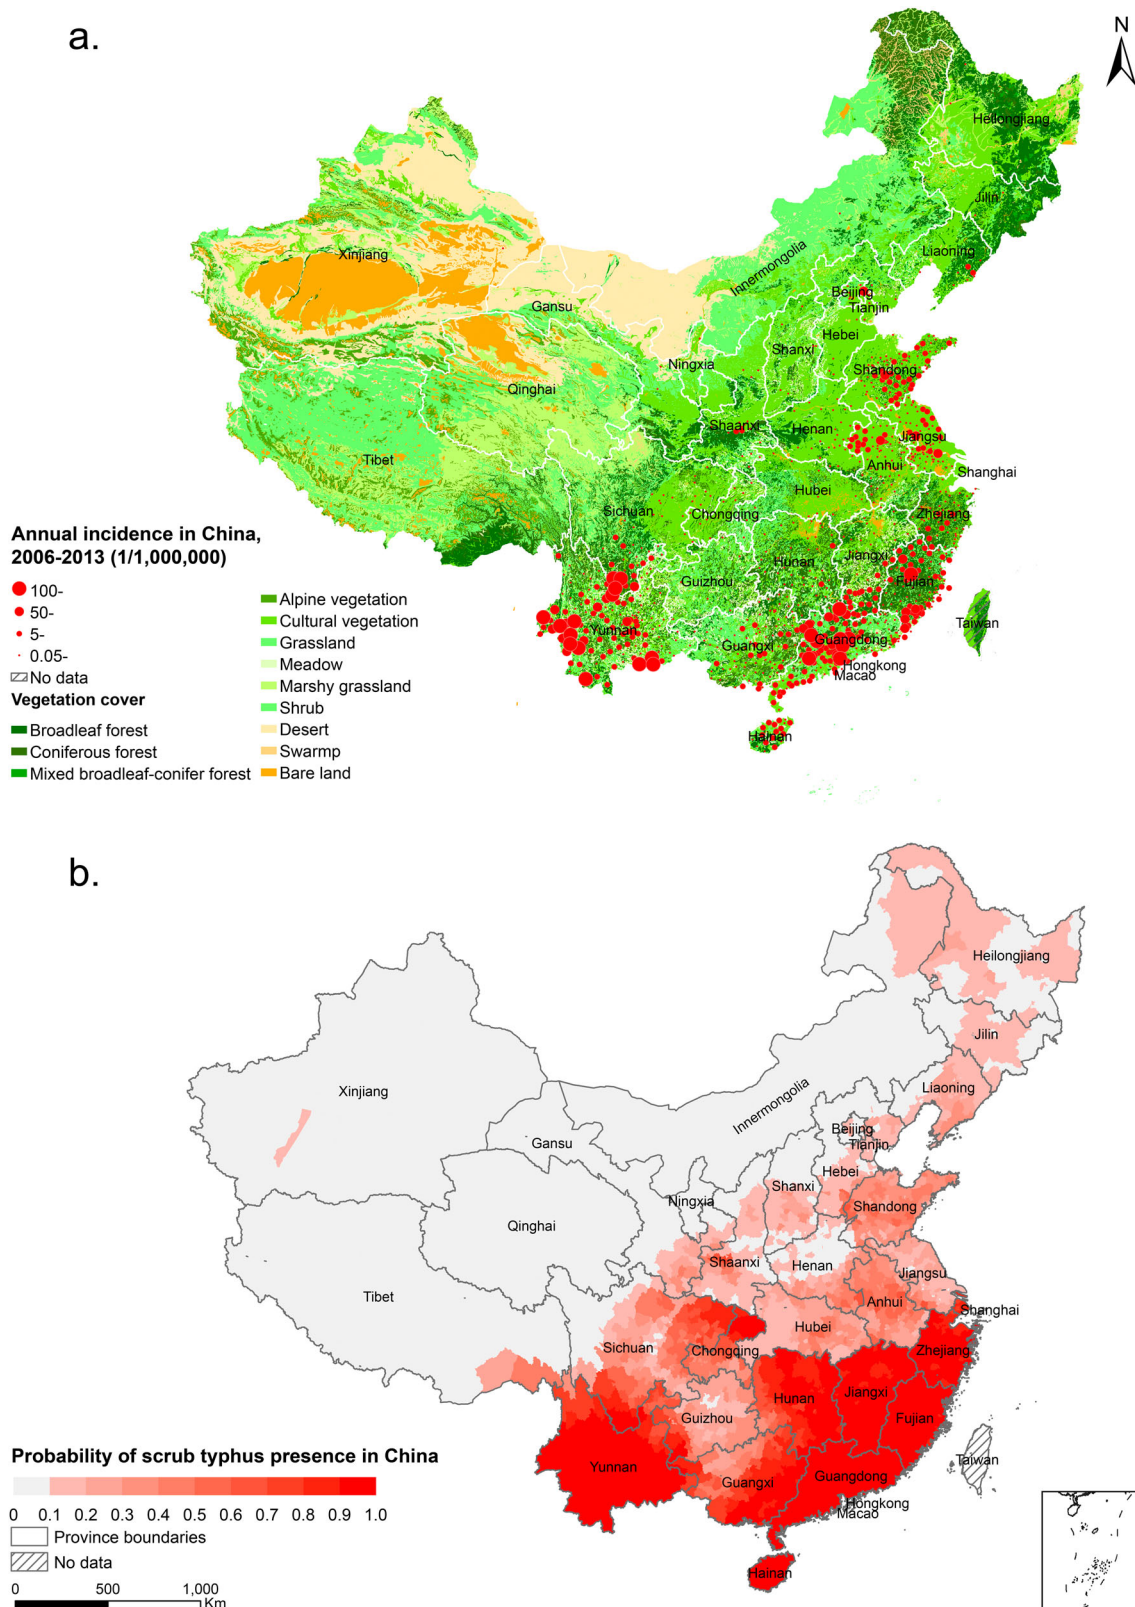 a.
N
Heilongjiang
Jilin
Liaoning
Xinjiang
Innermongolia
Beijing
Tianjin
Gansu
Hebei
Shanxi
Ningxia
Shandong
Qinghai
Shaanxi
Henan
Jiangsu
Tibet
Anhui
Shanghai
Hubei
Sichuan
Chongqing
Zhejiang
Hunan
Jiangxi
Guizhou
Fujian
Taiwan
Yunnan
Guangxi
Guangdong
Hongkong
Macao
Hainan
Annual incidence in China,
2006-2013 (1/1,000,000)
100-
50-
5-
0.05-
No data
Vegetation cover
Broadleaf forest
Coniferous forest
Mixed broadleaf-conifer forest
Alpine vegetation
Cultural vegetation
Grassland
Meadow
Marshy grassland
Shrub
Desert
Swarmp
Bare land
b.
Heilongjiang
Jilin
Liaoning
Xinjiang
Innermongolia
Beijing
Tianjin
Gansu
Hebei
Shanxi
Ningxia
Shandong
Qinghai
Shaanxi
Henan
Jiangsu
Tibet
Anhui
Shanghai
Hubei
Sichuan
Chongqing
Zhejiang
Hunan
Jiangxi
Guizhou
Fujian
Taiwan
Yunnan
Guangxi
Guangdong
Hongkong
Macao
Hainan
Probability of scrub typhus presence in China
0 0.1 0.2 0.3 0.4 0.5 0.6 0.7 0.8 0.9 1.0
Province boundaries
No data
0 500 1,000
Km